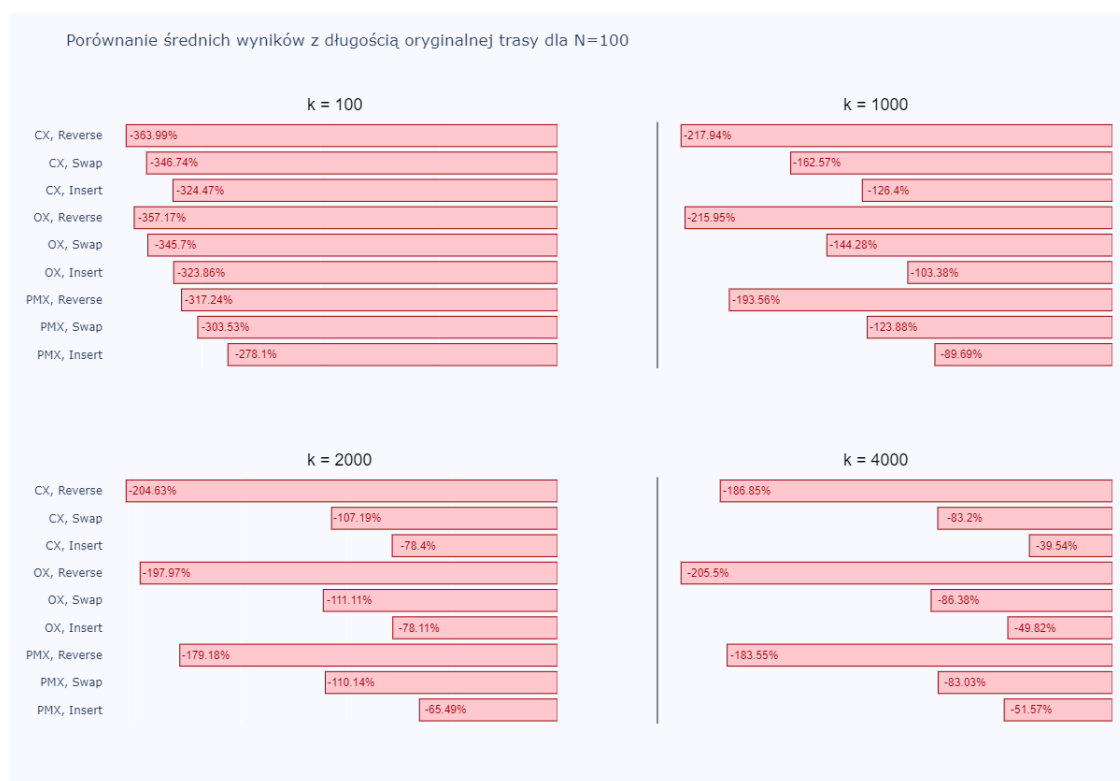 Porównanie średnich wyników z długością oryginalnej trasy dla N=100
k = 100
CX, Reverse -363.99%
CX, Swap -346.74%
CX, Insert -324.47%
OX, Reverse -357.17%
OX, Swap -345.7%
OX, Insert -323.86%
PMX, Reverse -317.24%
PMX, Swap -303.53%
PMX, Insert -278.1%
k = 1000
-217.94%
-162.57%
-126.4%
-215.95%
-144.28%
-103.38%
-193.56%
-123.88%
-89.69%
k = 2000
CX, Reverse -204.63%
CX, Swap -107.19%
CX, Insert -78.4%
OX, Reverse -197.97%
OX, Swap -111.11%
OX, Insert -78.11%
PMX, Reverse -179.18%
PMX, Swap -110.14%
PMX, Insert -65.49%
k = 4000
-186.85%
-83.2%
-39.54%
-205.5%
-86.38%
-49.82%
-183.55%
-83.03%
-51.57%